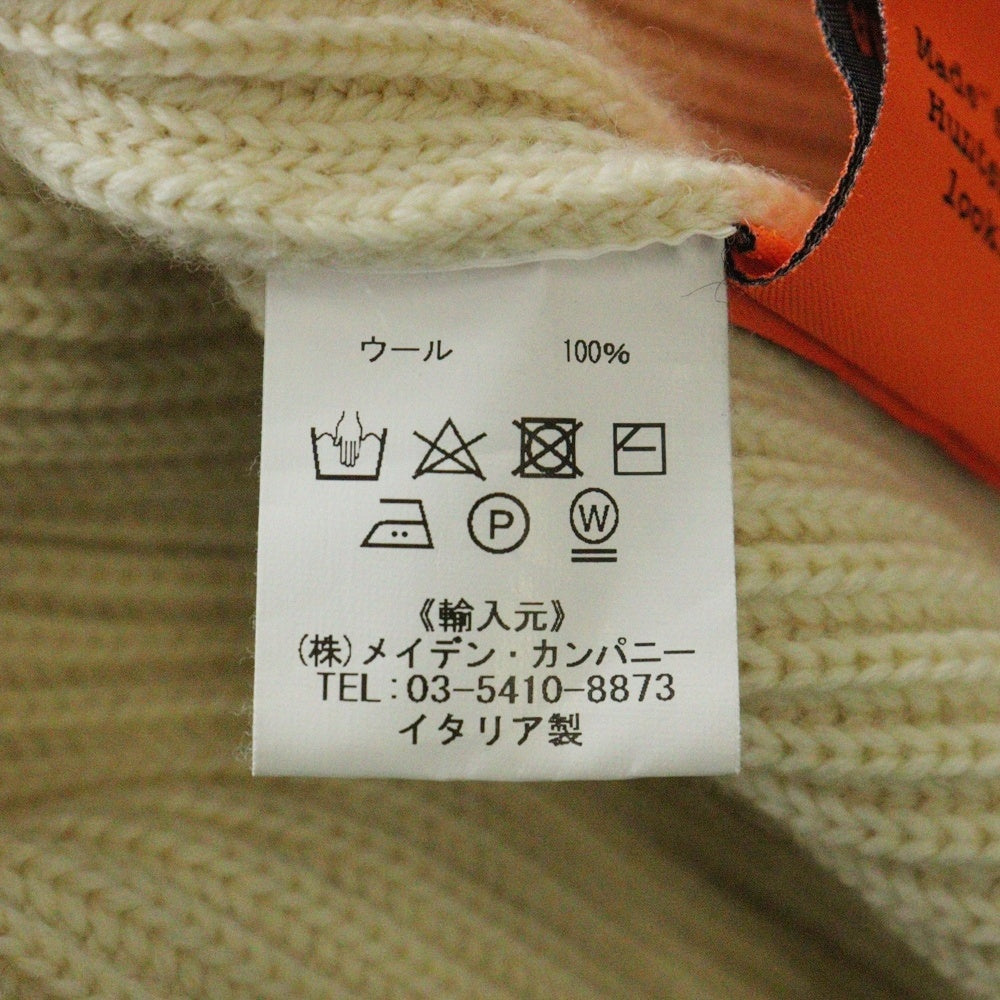 Made
ウール 100%
P W
《輸入元》
(株)メイデン・カンパニー
TEL:03-5410-8873
イタリア製